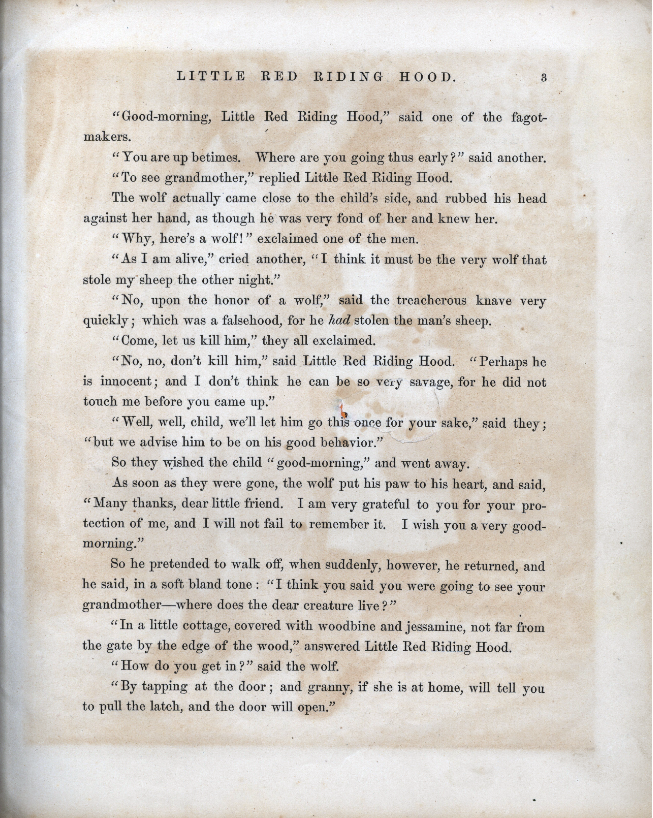 LITTLE RED RIDING HOOD. 3
“Good-morning, Little Red Riding Hood,” said one of the fagot-
makers.
“You are up betimes. Where are you going thus early?” said another.
“To see grandmother,” replied Little Red Riding Hood.
The wolf actually came close to the child’s side, and rubbed his head
against her hand, as though he was very fond of her and knew her.
“Why, here’s a wolf!” exclaimed one of the men.
“As I am alive,” cried another, “I think it must be the very wolf that
stole my sheep the other night.”
“No, upon the honor of a wolf,” said the treacherous knave very
quickly; which was a falsehood, for he had stolen the man’s sheep.
“Come, let us kill him,” they all exclaimed.
“No, no, don’t kill him,” said Little Red Riding Hood. “Perhaps he
is innocent; and I don’t think he can be so very savage, for he did not
touch me before you came up.”
“Well, well, child, we’ll let him go this once for your sake,” said they;
“but we advise him to be on his good behavior.”
So they wished the child “good-morning,” and went away.
As soon as they were gone, the wolf put his paw to his heart, and said,
“Many thanks, dear little friend. I am very grateful to you for your pro-
tection of me, and I will not fail to remember it. I wish you a very good-
morning.”
So he pretended to walk off, when suddenly, however, he returned, and
he said, in a soft bland tone: “I think you said you were going to see your
grandmother—where does the dear creature live?”
“In a little cottage, covered with woodbine and jessamine, not far from
the gate by the edge of the wood,” answered Little Red Riding Hood.
“How do you get in?” said the wolf.
“By tapping at the door; and granny, if she is at home, will tell you
to pull the latch, and the door will open.”